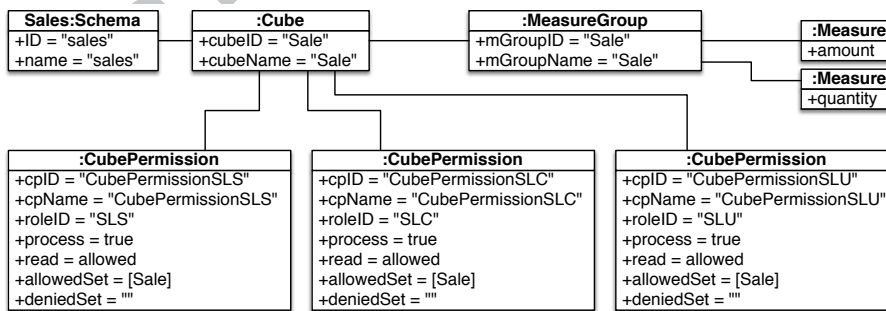 Sales:Schema
+ID = "sales"
+name = "sales"
:Cube
+cubeID = "Sale"
+cubeName = "Sale"
:MeasureGroup
+mGroupID = "Sale"
+mGroupName = "Sale"
:Measure
+amount
:Measure
+quantity
:CubePermission
+cpID = "CubePermissionSLS"
+cpName = "CubePermissionSLS"
+roleID = "SLS"
+process = true
+read = allowed
+allowedSet = [Sale]
+deniedSet = ""
:CubePermission
+cpID = "CubePermissionSLC"
+cpName = "CubePermissionSLC"
+roleID = "SLC"
+process = true
+read = allowed
+allowedSet = [Sale]
+deniedSet = ""
:CubePermission
+cpID = "CubePermissionSLU"
+cpName = "CubePermissionSLU"
+roleID = "SLU"
+process = true
+read = allowed
+allowedSet = [Sale]
+deniedSet = ""